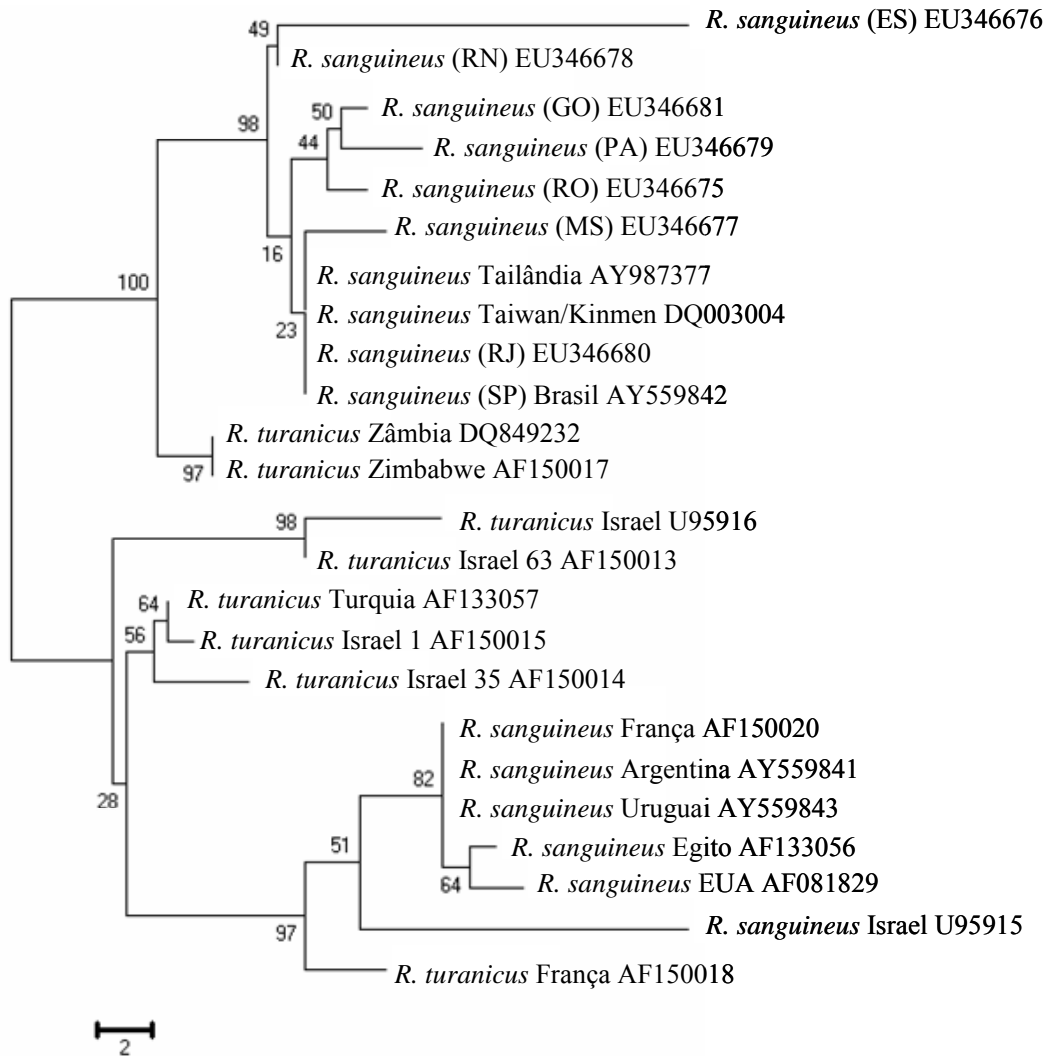 R. sanguineus (ES) EU346676
49
R. sanguineus (RN) EU346678
R. sanguineus (GO) EU346681
50
98
R. sanguineus (PA) EU346679
44
R. sanguineus (RO) EU346675
R. sanguineus (MS) EU346677
16
R. sanguineus Tailândia AY987377
100
R. sanguineus Taiwan/Kinmen DQ003004
23
R. sanguineus (RJ) EU346680
R. sanguineus (SP) Brasil AY559842
R. turanicus Zâmbia DQ849232
97
R. turanicus Zimbabwe AF150017
98
R. turanicus Israel U95916
R. turanicus Israel 63 AF150013
64
R. turanicus Turquia AF133057
56
R. turanicus Israel 1 AF150015
R. turanicus Israel 35 AF150014
R. sanguineus França AF150020
R. sanguineus Argentina AY559841
82
28
R. sanguineus Uruguai AY559843
51
R. sanguineus Egito AF133056
64
R. sanguineus EUA AF081829
R. sanguineus Israel U95915
97
R. turanicus França AF150018
2